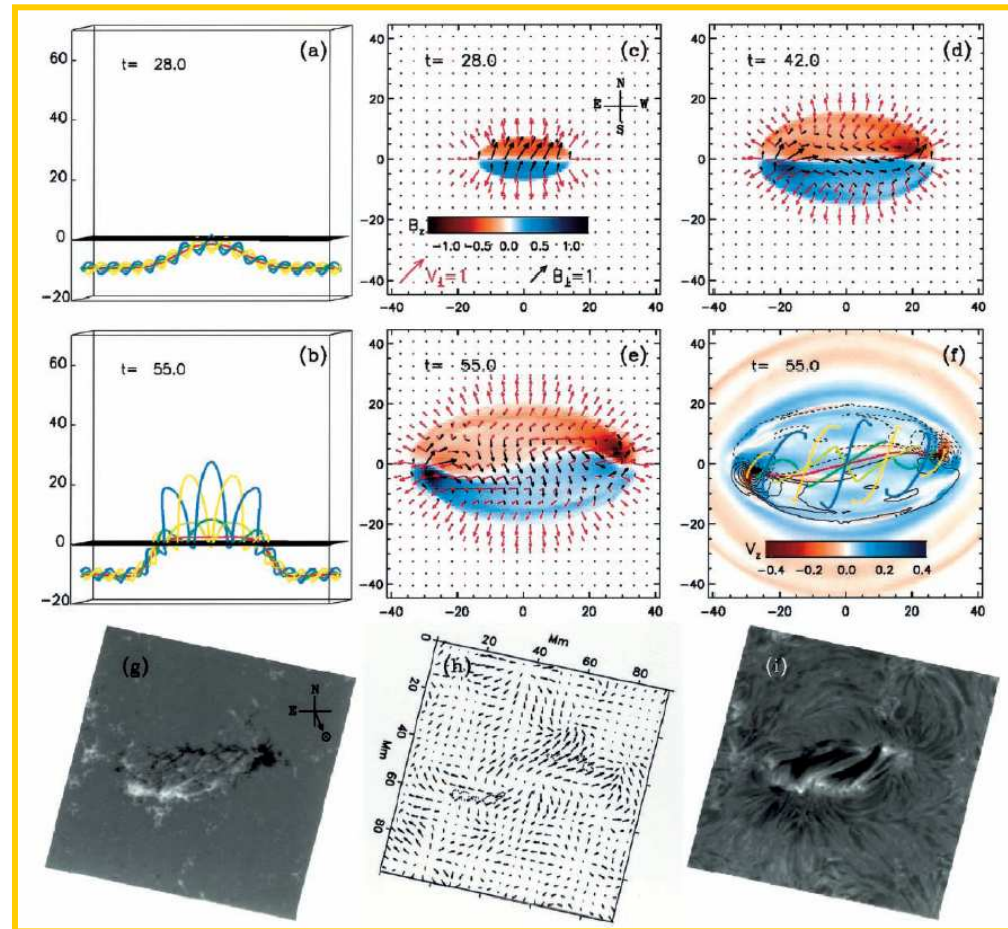 (a)
t= 28.0
60
40
20
0
−20
(c)
t= 28.0
N
E W
S
40
20
0
−20
−40
B_z
−1.0 −0.5 0.0 0.5 1.0
V⊥=1
B⊥=1
−40 −20 0 20 40
(d)
t= 42.0
40
20
0
−20
−40
−40 −20 0 20 40
(b)
t= 55.0
60
40
20
0
−20
(e)
t= 55.0
40
20
0
−20
−40
−40 −20 0 20 40
(f)
t= 55.0
40
20
0
−20
−40
V_z
−0.4 −0.2 0.0 0.2 0.4
−40 −20 0 20 40
(g)
N
E
(h)
Mm
0 20 40 60 80
20
40
Mm
60
80
(i)